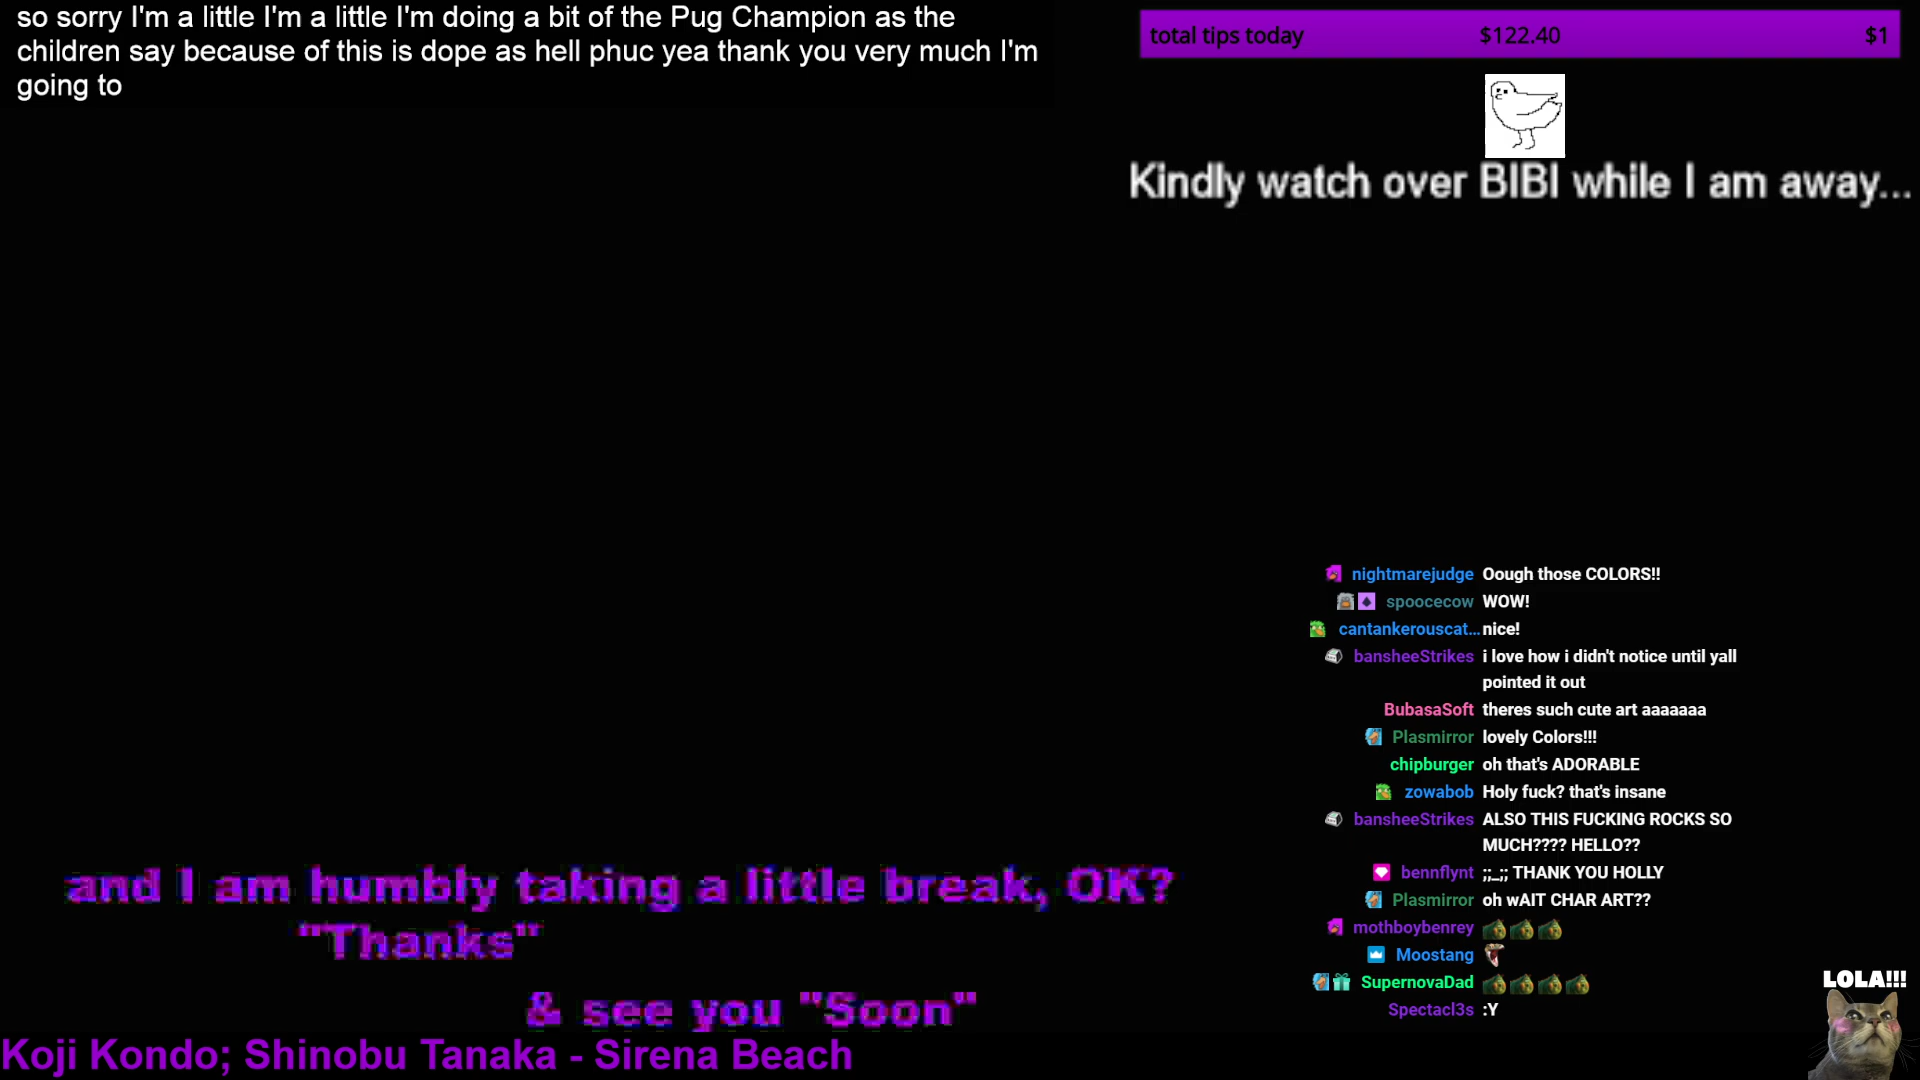 so sorry I'm a little I'm a little I'm doing a bit of the Pug Champion as the
children say because of this is dope as hell phuc yea thank you very much I'm
going to
total tips today $122.40 $1
Kindly watch over BIBI while I am away...
nightmarejudge Oough those COLORS!!
spoocecow WOW!
cantankerouscat... nice!
bansheeStrikes i love how i didn't notice until yall
pointed it out
BubasaSoft theres such cute art aaaaaaa
Plasmirror lovely Colors!!!
chipburger oh that's ADORABLE
zowabob Holy fuck? that's insane
bansheeStrikes ALSO THIS FUCKING ROCKS SO
MUCH???? HELLO??
bennflynt ;;_;; THANK YOU HOLLY
Plasmirror oh wAIT CHAR ART??
mothboybenrey
Moostang
SupernovaDad
Spectacl3s :Y
and I am humbly taking a little break, OK?
"Thanks"
& see you "Soon"
Koji Kondo; Shinobu Tanaka - Sirena Beach
LOLA!!!